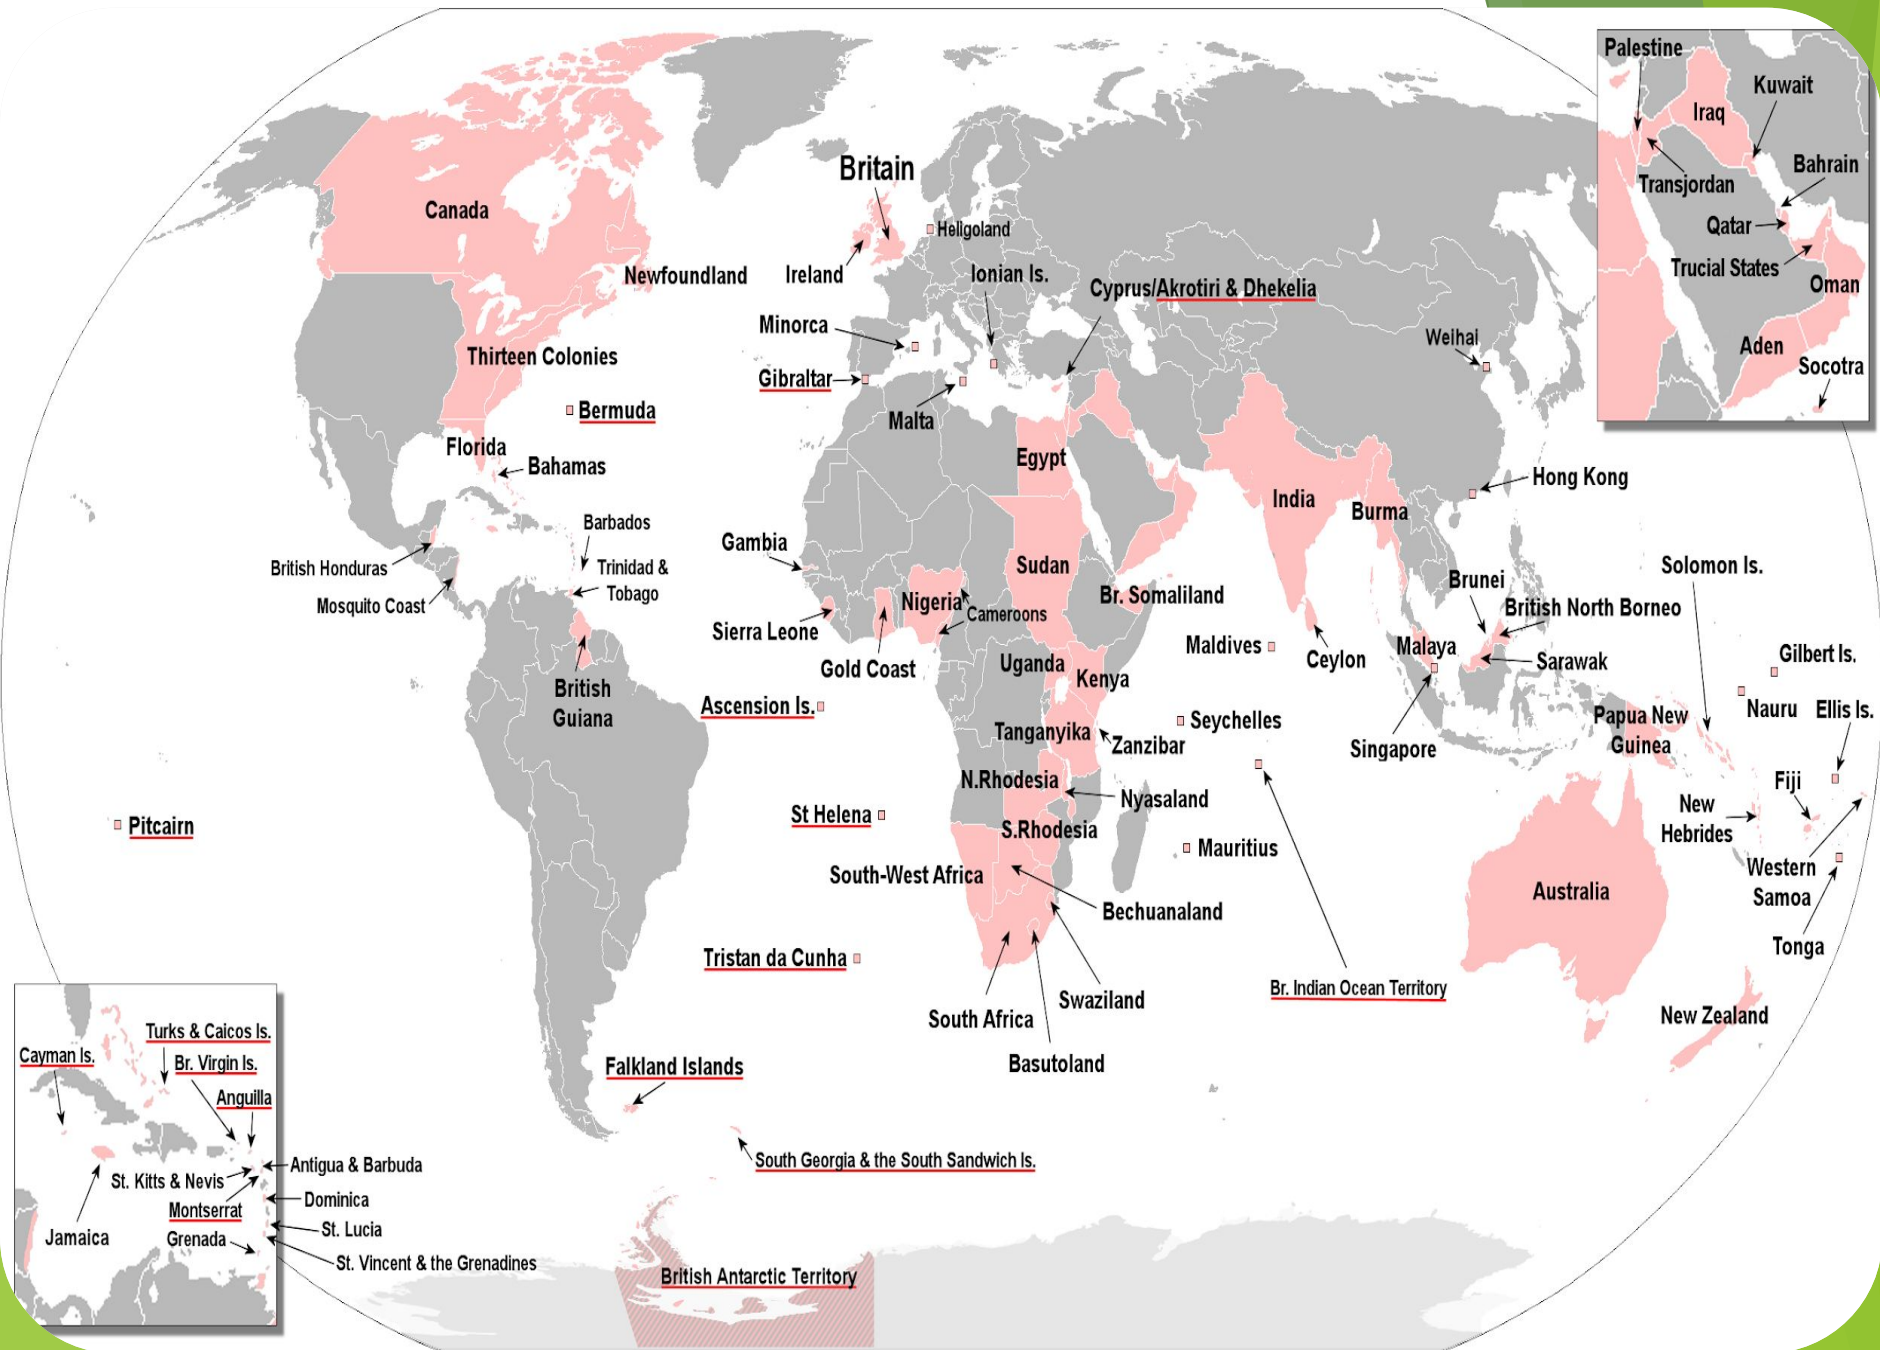 Palestine
Kuwait
Iraq
Bahrain
Transjordan
Qatar
Trucial States
Oman
Aden
Socotra
Britain
Canada
Heligoland
Newfoundland
Ireland
Ionian Is.
Cyprus/Akrotiri & Dhekelia
Minorca
Weihai
Thirteen Colonies
Gibraltar
Bermuda
Malta
Florida
Bahamas
Egypt
Hong Kong
India
Burma
Barbados
Gambia
British Honduras
Trinidad &
Tobago
Mosquito Coast
Sudan
Solomon Is.
Brunei
Br. Somaliland
Nigeria
Cameroons
British North Borneo
Sierra Leone
Gold Coast
Maldives
Ceylon
Malaya
Sarawak
Gilbert Is.
Uganda
Kenya
British
Guiana
Ascension Is.
Seychelles
Nauru
Ellis Is.
Papua New
Guinea
Tanganyika
Zanzibar
Singapore
N.Rhodesia
Nyasaland
Fiji
New
Hebrides
Pitcairn
St Helena
S.Rhodesia
Mauritius
Western
Samoa
South-West Africa
Australia
Bechuanaland
Tonga
Tristan da Cunha
Br. Indian Ocean Territory
Swaziland
South Africa
New Zealand
Basutoland
Falkland Islands
South Georgia & the South Sandwich Is.
British Antarctic Territory
Turks & Caicos Is.
Cayman Is.
Br. Virgin Is.
Anguilla
Antigua & Barbuda
St. Kitts & Nevis
Montserrat
Dominica
Jamaica
Grenada
St. Lucia
St. Vincent & the Grenadines